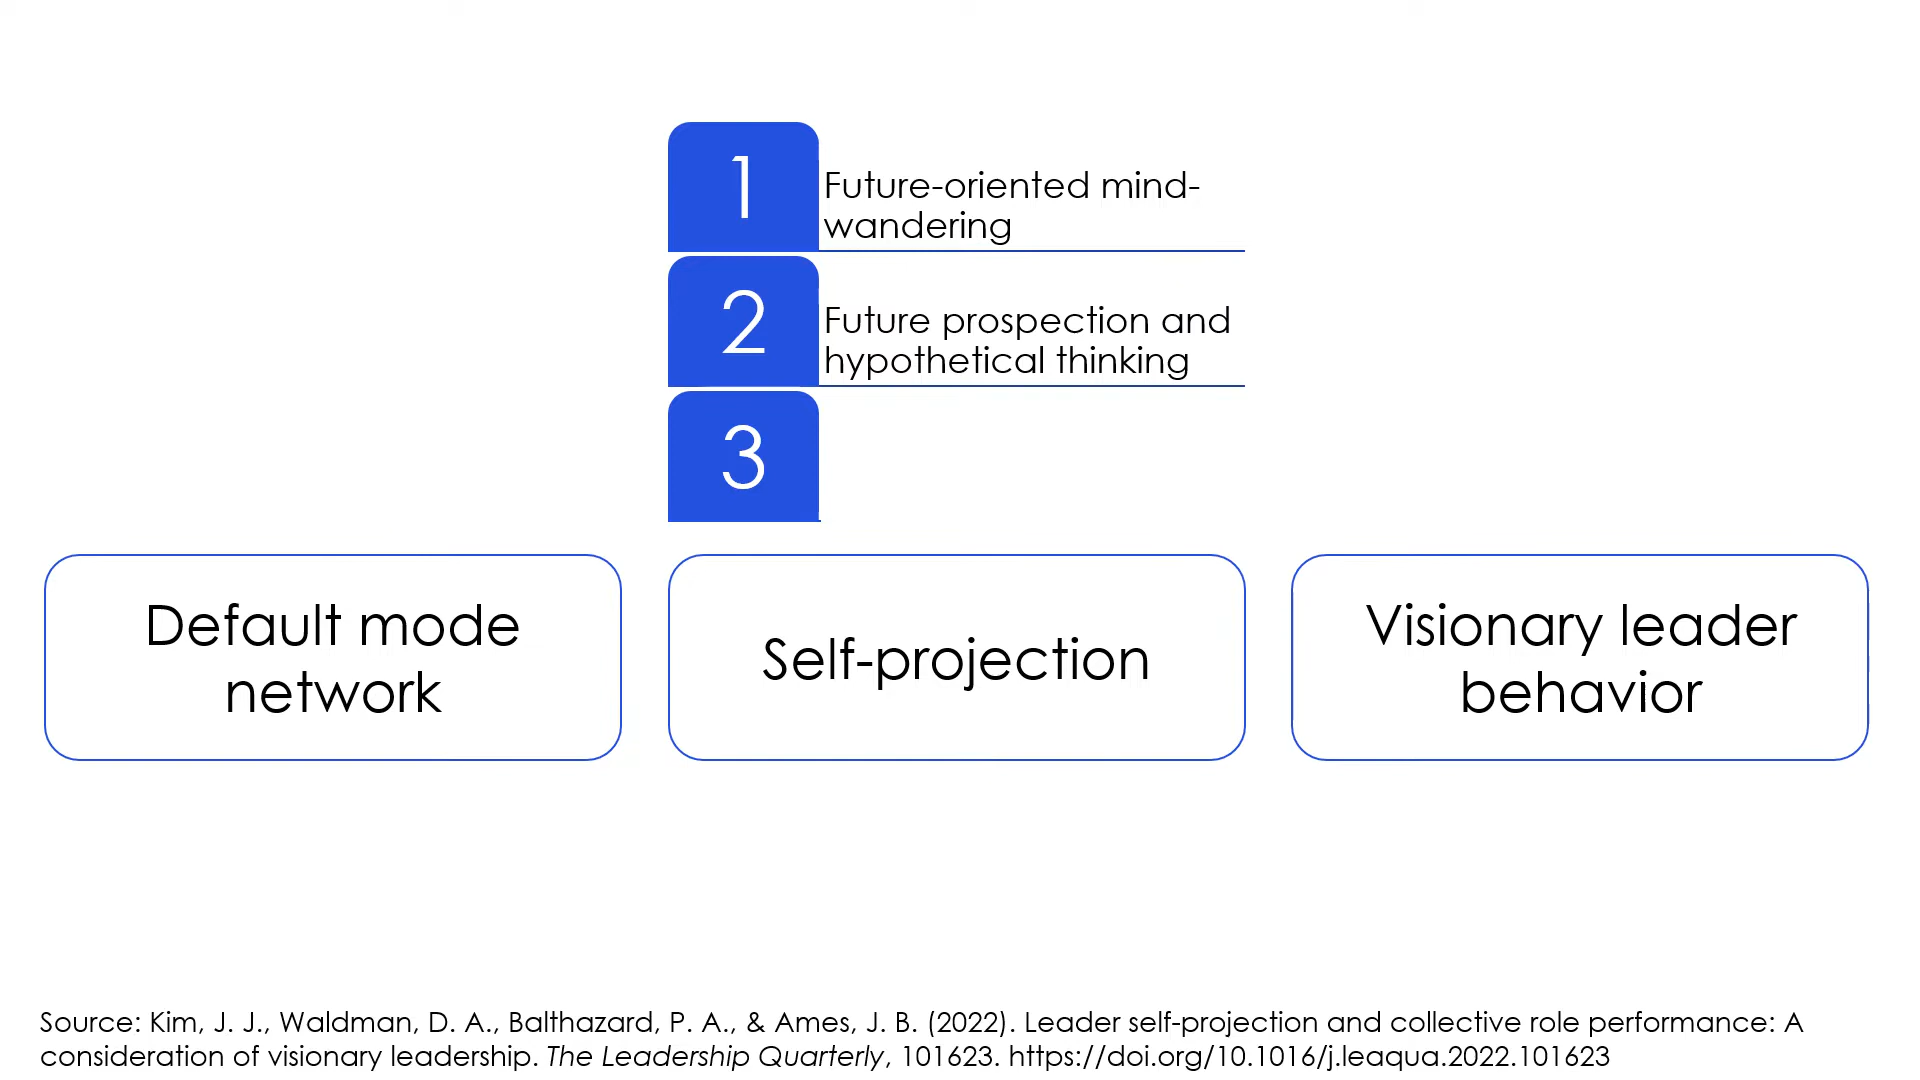 1
Future-oriented mind-
wandering
2
Future prospection and
hypothetical thinking
3
Default mode
network
Self-projection
Visionary leader
behavior
Source: Kim, J. J., Waldman, D. A., Balthazard, P. A., & Ames, J. B. (2022). Leader self-projection and collective role performance: A
consideration of visionary leadership. The Leadership Quarterly, 101623. https://doi.org/10.1016/j.leaqua.2022.101623